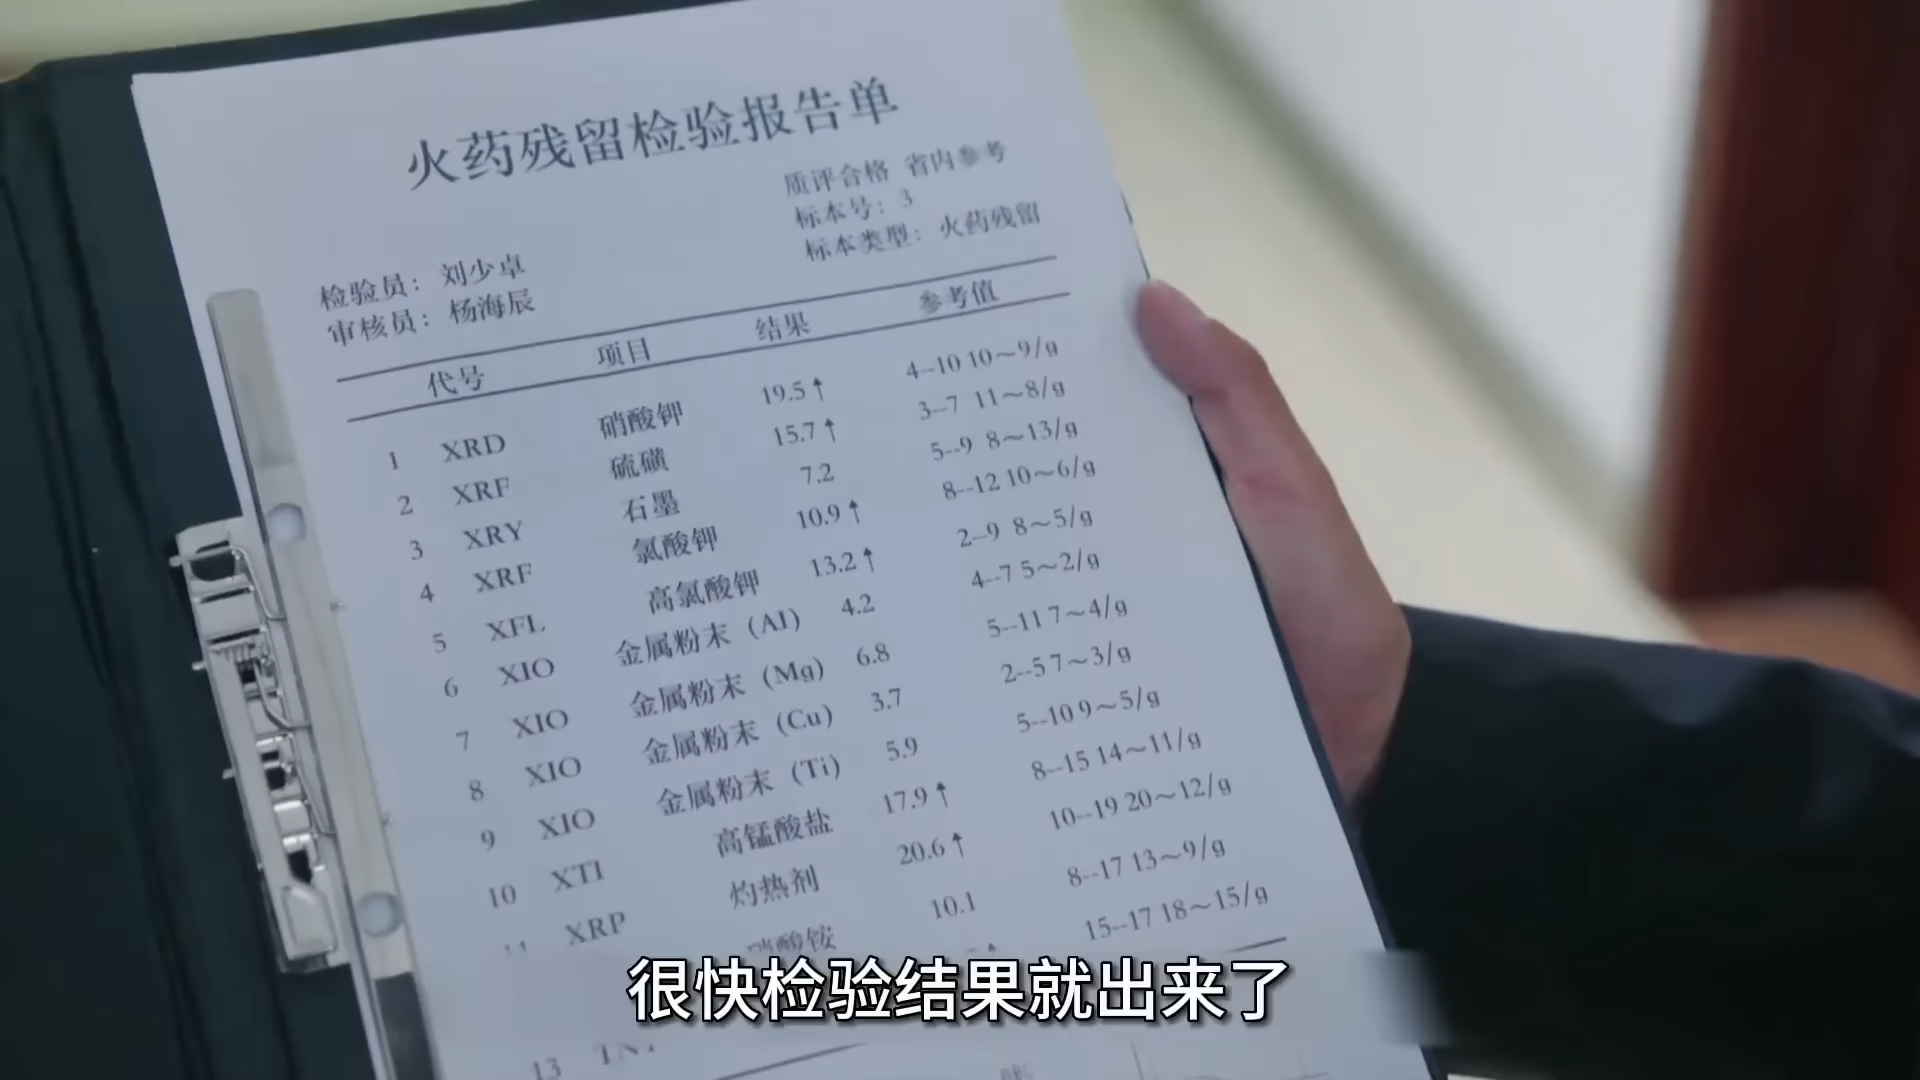 火药残留检验报告单
质评合格 省内参考
标本号：3
标本类型：火药残留
检验员：刘少卓
审核员：杨海辰
代号 项目 结果 参考值
1 XRD 硝酸钾 19.5↑ 4--10 10～9/g
2 XRF 硫磺 15.7↑ 3--7 11～8/g
3 XRY 石墨 7.2 5--9 8～13/g
4 XRF 氯酸钾 10.9↑ 8--12 10～6/g
5 XFL 高氯酸钾 13.2↑ 2--9 8～5/g
6 XIO 金属粉末（AI） 4.2 4--7 5～2/g
7 XIO 金属粉末（Mg） 6.8 5--11 7～4/g
8 XIO 金属粉末（Cu） 3.7 2--5 7～3/g
9 XIO 金属粉末（Ti） 5.9 5--10 9～5/g
10 XTI 高锰酸盐 17.9↑ 8--15 14～11/g
XRP 灼热剂 20.6↑ 10--19 20～12/g
硝酸铵 10.1 8--17 13～9/g
15--17 18～15/g
很快检验结果就出来了
13